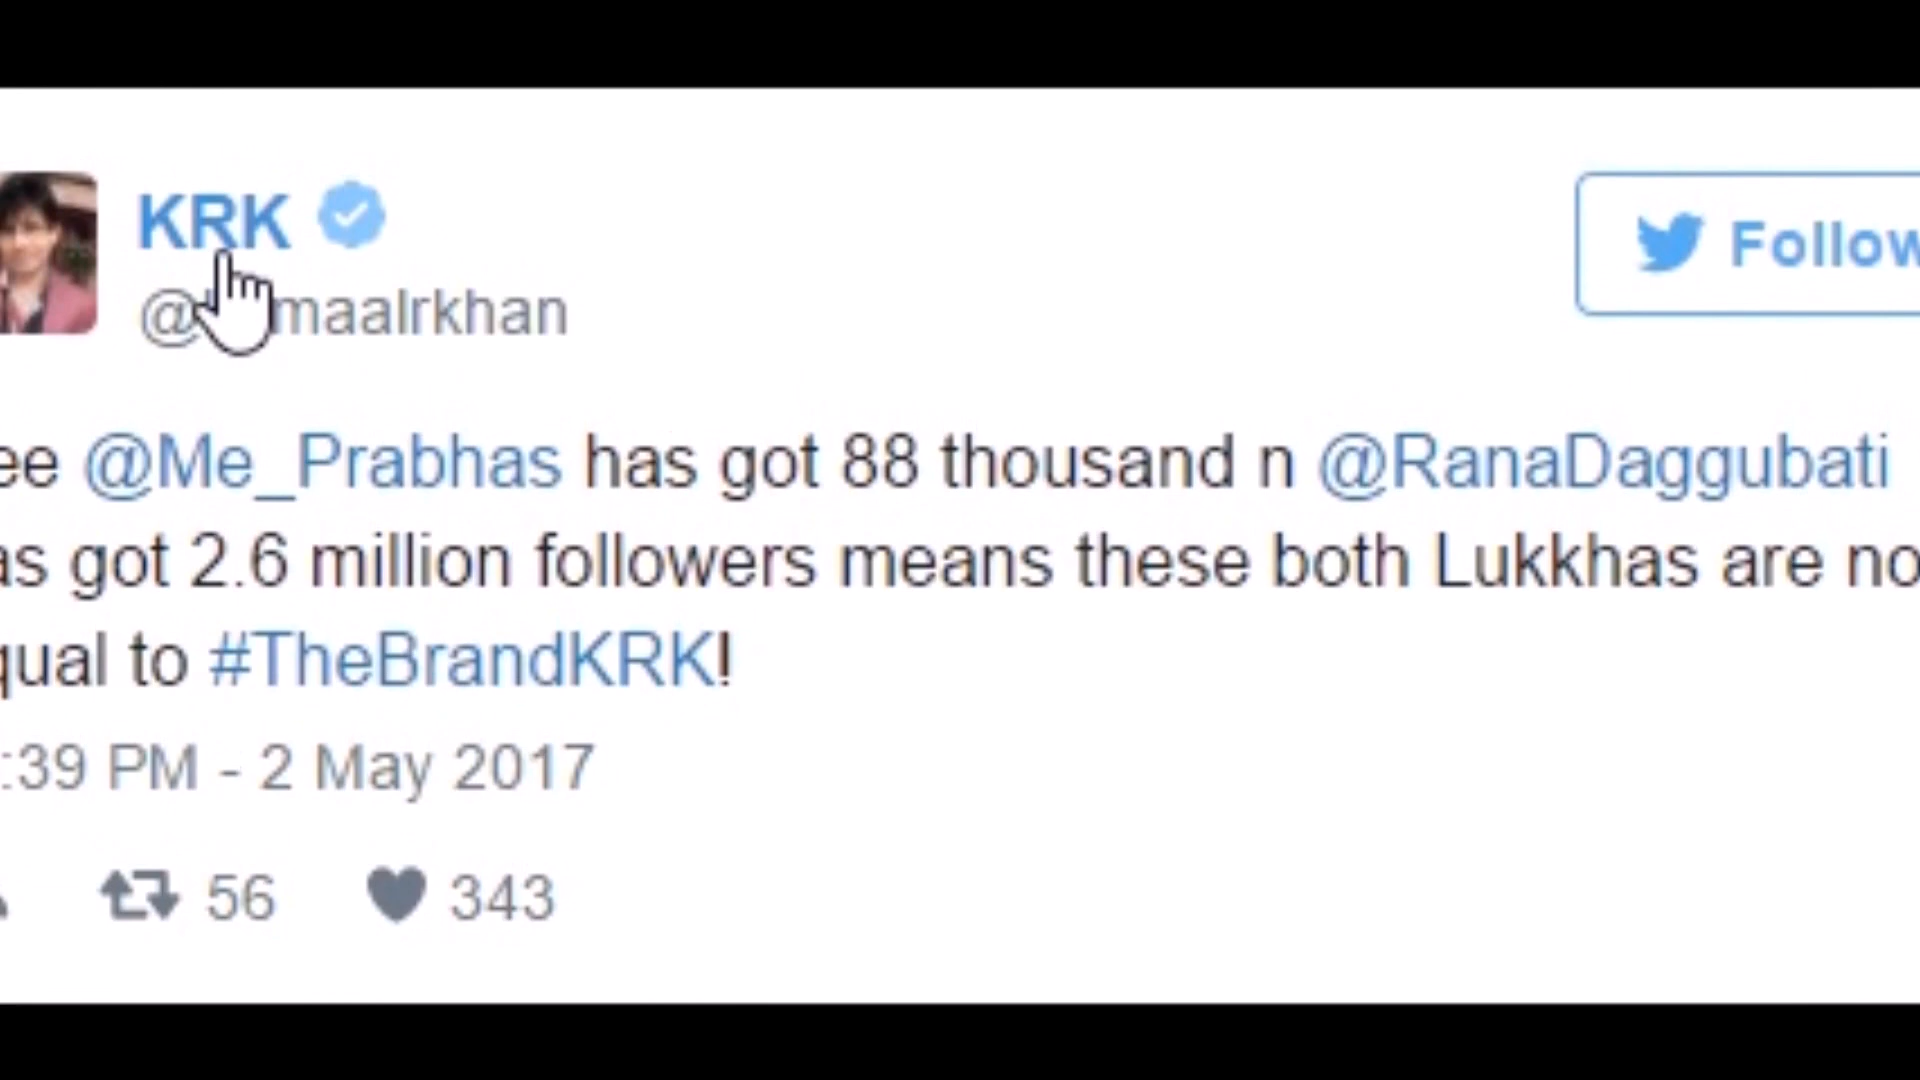 KRK
Follow
@ maalrkhan
ee @Me_Prabhas has got 88 thousand n @RanaDaggubati
as got 2.6 million followers means these both Lukkhas are no
qual to #TheBrandKRK!
:39 PM - 2 May 2017
56 343